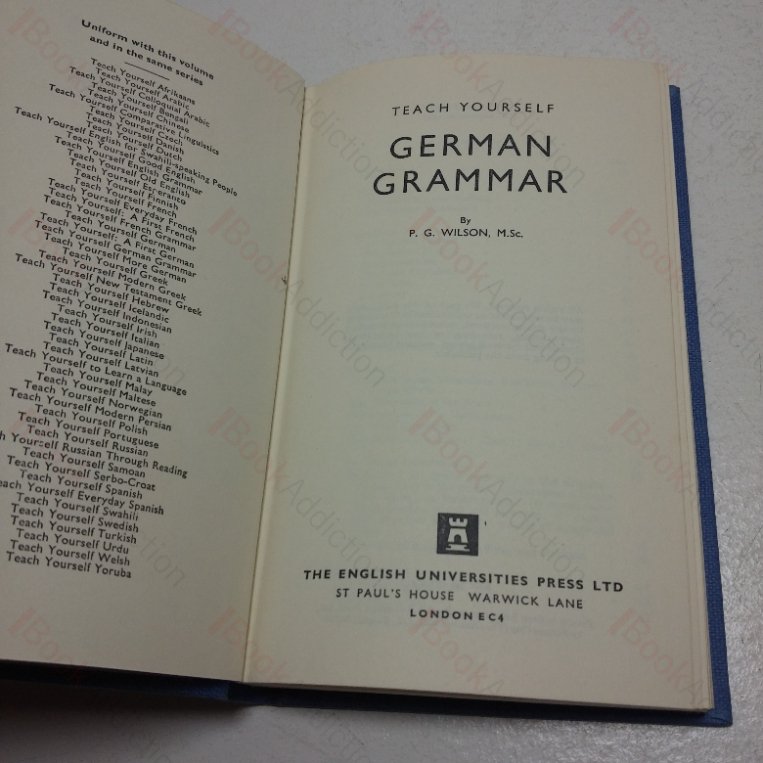 Uniform with this volume
and in the same series
Teach Yourself Afrikaans
Teach Yourself Arabic
Teach Yourself Colloquial Arabic
Teach Yourself Bengali
Teach Yourself Chinese
Teach Yourself Comparative Linguistics
Teach Yourself Czech
Teach Yourself Danish
Teach Yourself Dutch
Teach Yourself English for Swahili-speaking People
Teach Yourself Good English
Teach Yourself English Grammar
Teach Yourself Old English
Teach Yourself Esperanto
Teach Yourself Finnish
Teach Yourself French
Teach Yourself Everyday French
Teach Yourself: A First French
Teach Yourself French Grammar
Teach Yourself German
Teach Yourself: A First German
Teach Yourself German Grammar
Teach Yourself More German
Teach Yourself Greek
Teach Yourself Modern Greek
Teach Yourself New Testament Greek
Teach Yourself Hebrew
Teach Yourself Icelandic
Teach Yourself Indonesian
Teach Yourself Irish
Teach Yourself Italian
Teach Yourself Japanese
Teach Yourself Latin
Teach Yourself Latvian
Teach Yourself to Learn a Language
Teach Yourself Malay
Teach Yourself Maltese
Teach Yourself Norwegian
Teach Yourself Modern Persian
Teach Yourself Polish
Teach Yourself Portuguese
Teach Yourself Russian
Yourself Russian Through Reading
Teach Yourself Samoan
Teach Yourself Serbo-Croat
Teach Yourself Spanish
Yourself Everyday Spanish
Teach Yourself Swahili
Teach Yourself Swedish
Teach Yourself Turkish
Teach Yourself Urdu
Teach Yourself Welsh
Teach Yourself Yoruba
TEACH YOURSELF
GERMAN
GRAMMAR
By
P. G. WILSON, M.Sc.
THE ENGLISH UNIVERSITIES PRESS LTD
ST PAUL'S HOUSE WARWICK LANE
LONDON EC4
BookAddiction